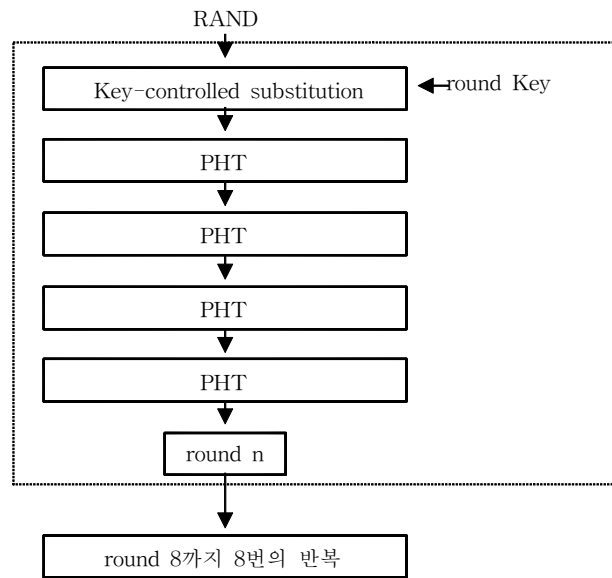 RAND
Key-controlled substitution
round Key
PHT
PHT
PHT
PHT
round n
round 8까지 8번의 반복